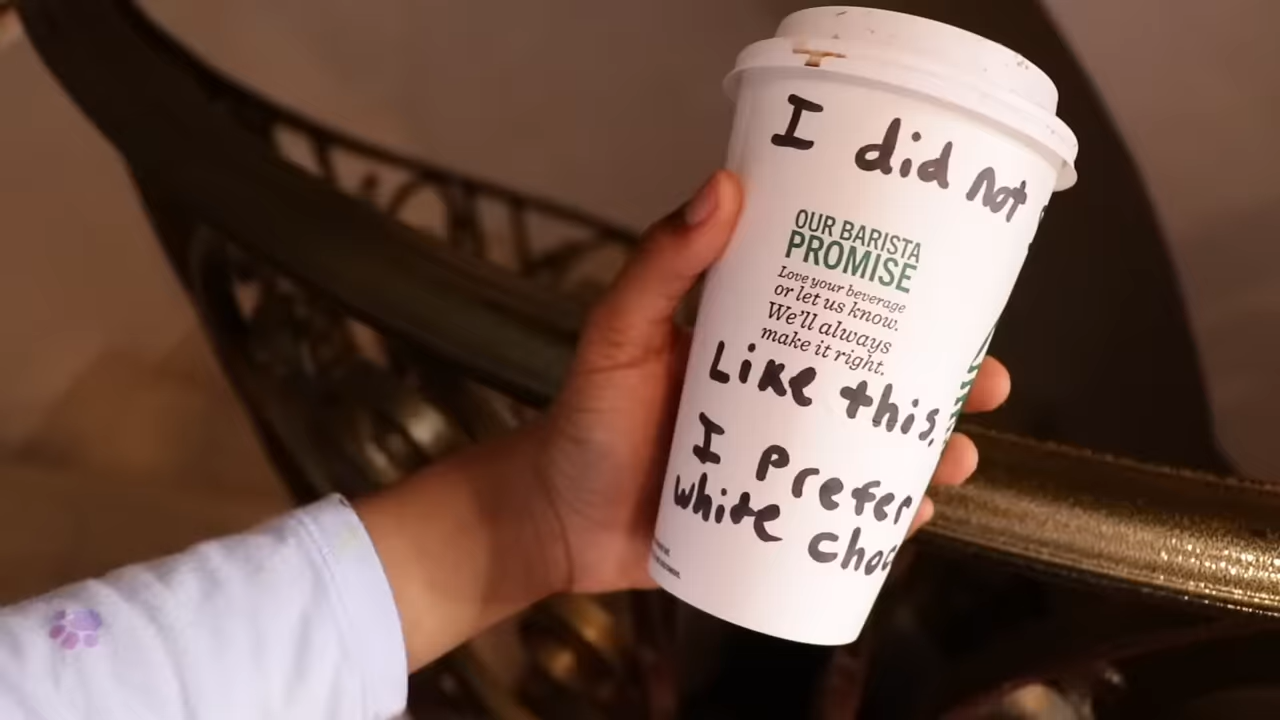 I did not
OUR BARISTA
PROMISE
Love your beverage
or let us know.
We'll always
make it right.
Like this.
I prefer
white choc